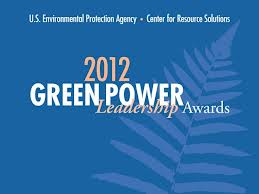 U.S. Environmental Protection Agency • Center for Resource Solutions
2012
GREEN POWER
Leadership Awards